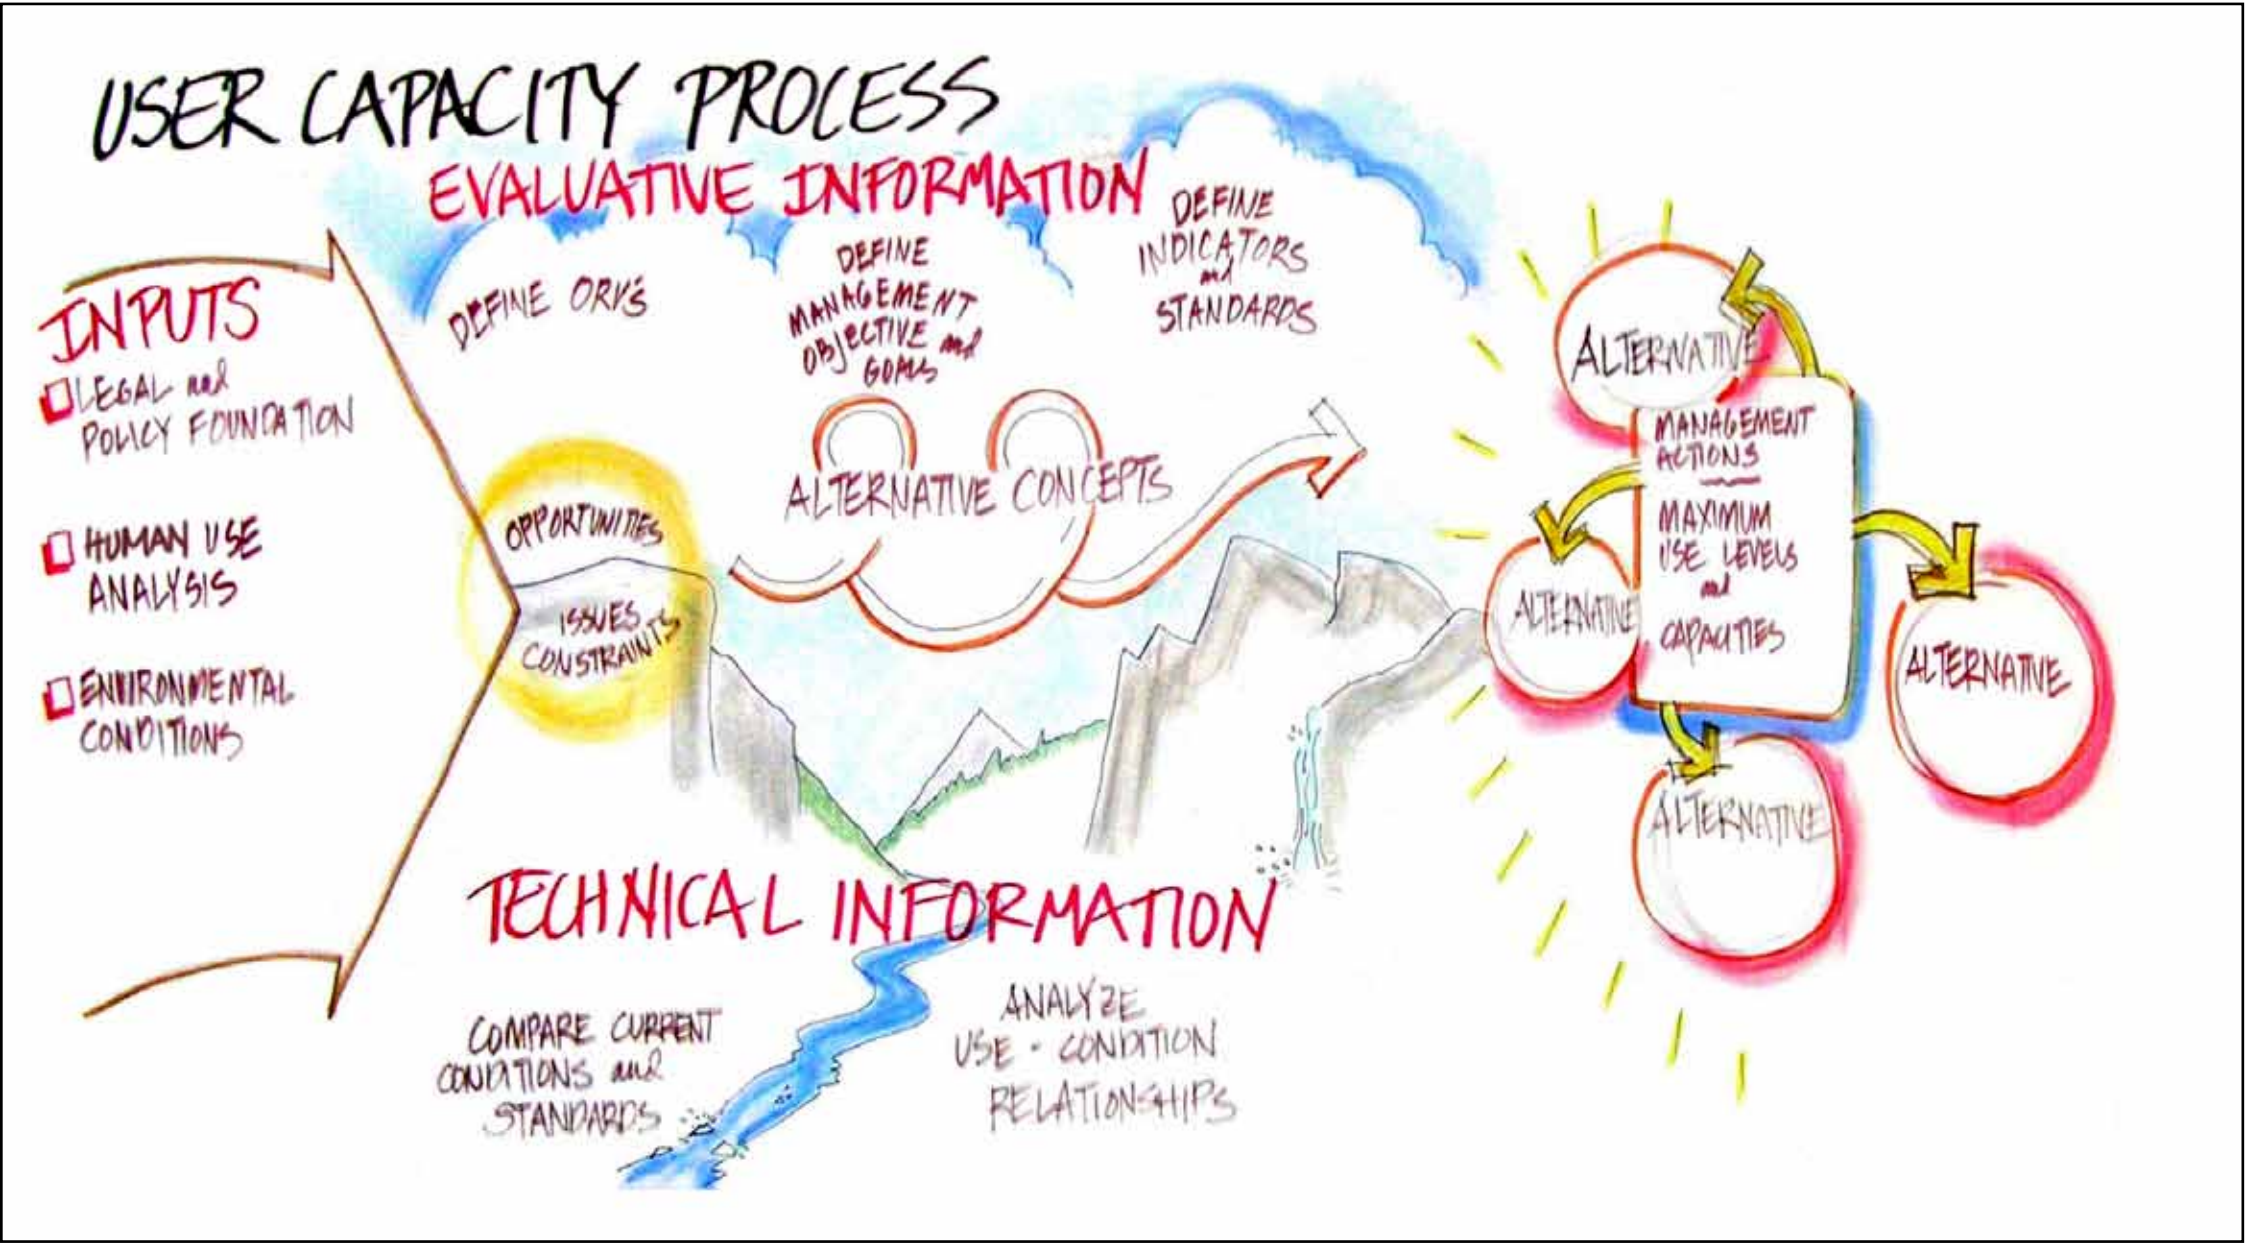 USER CAPACITY PROCESS
EVALUATIVE INFORMATION
INPUTS
LEGAL and
POLICY FOUNDATION
HUMAN USE
ANALYSIS
ENVIRONMENTAL
CONDITIONS
DEFINE ORV'S
DEFINE
MANAGEMENT
OBJECTIVE and
GOALS
DEFINE
INDICATORS
and
STANDARDS
OPPORTUNITIES
ISSUES
CONSTRAINTS
ALTERNATIVE CONCEPTS
TECHNICAL INFORMATION
COMPARE CURRENT
CONDITIONS and
STANDARDS
ANALYZE
USE - CONDITION
RELATIONSHIPS
ALTERNATIVE
MANAGEMENT
ACTIONS
MAXIMUM
USE LEVELS
and
CAPACITIES
ALTERNATIVE
ALTERNATIVE
ALTERNATIVE